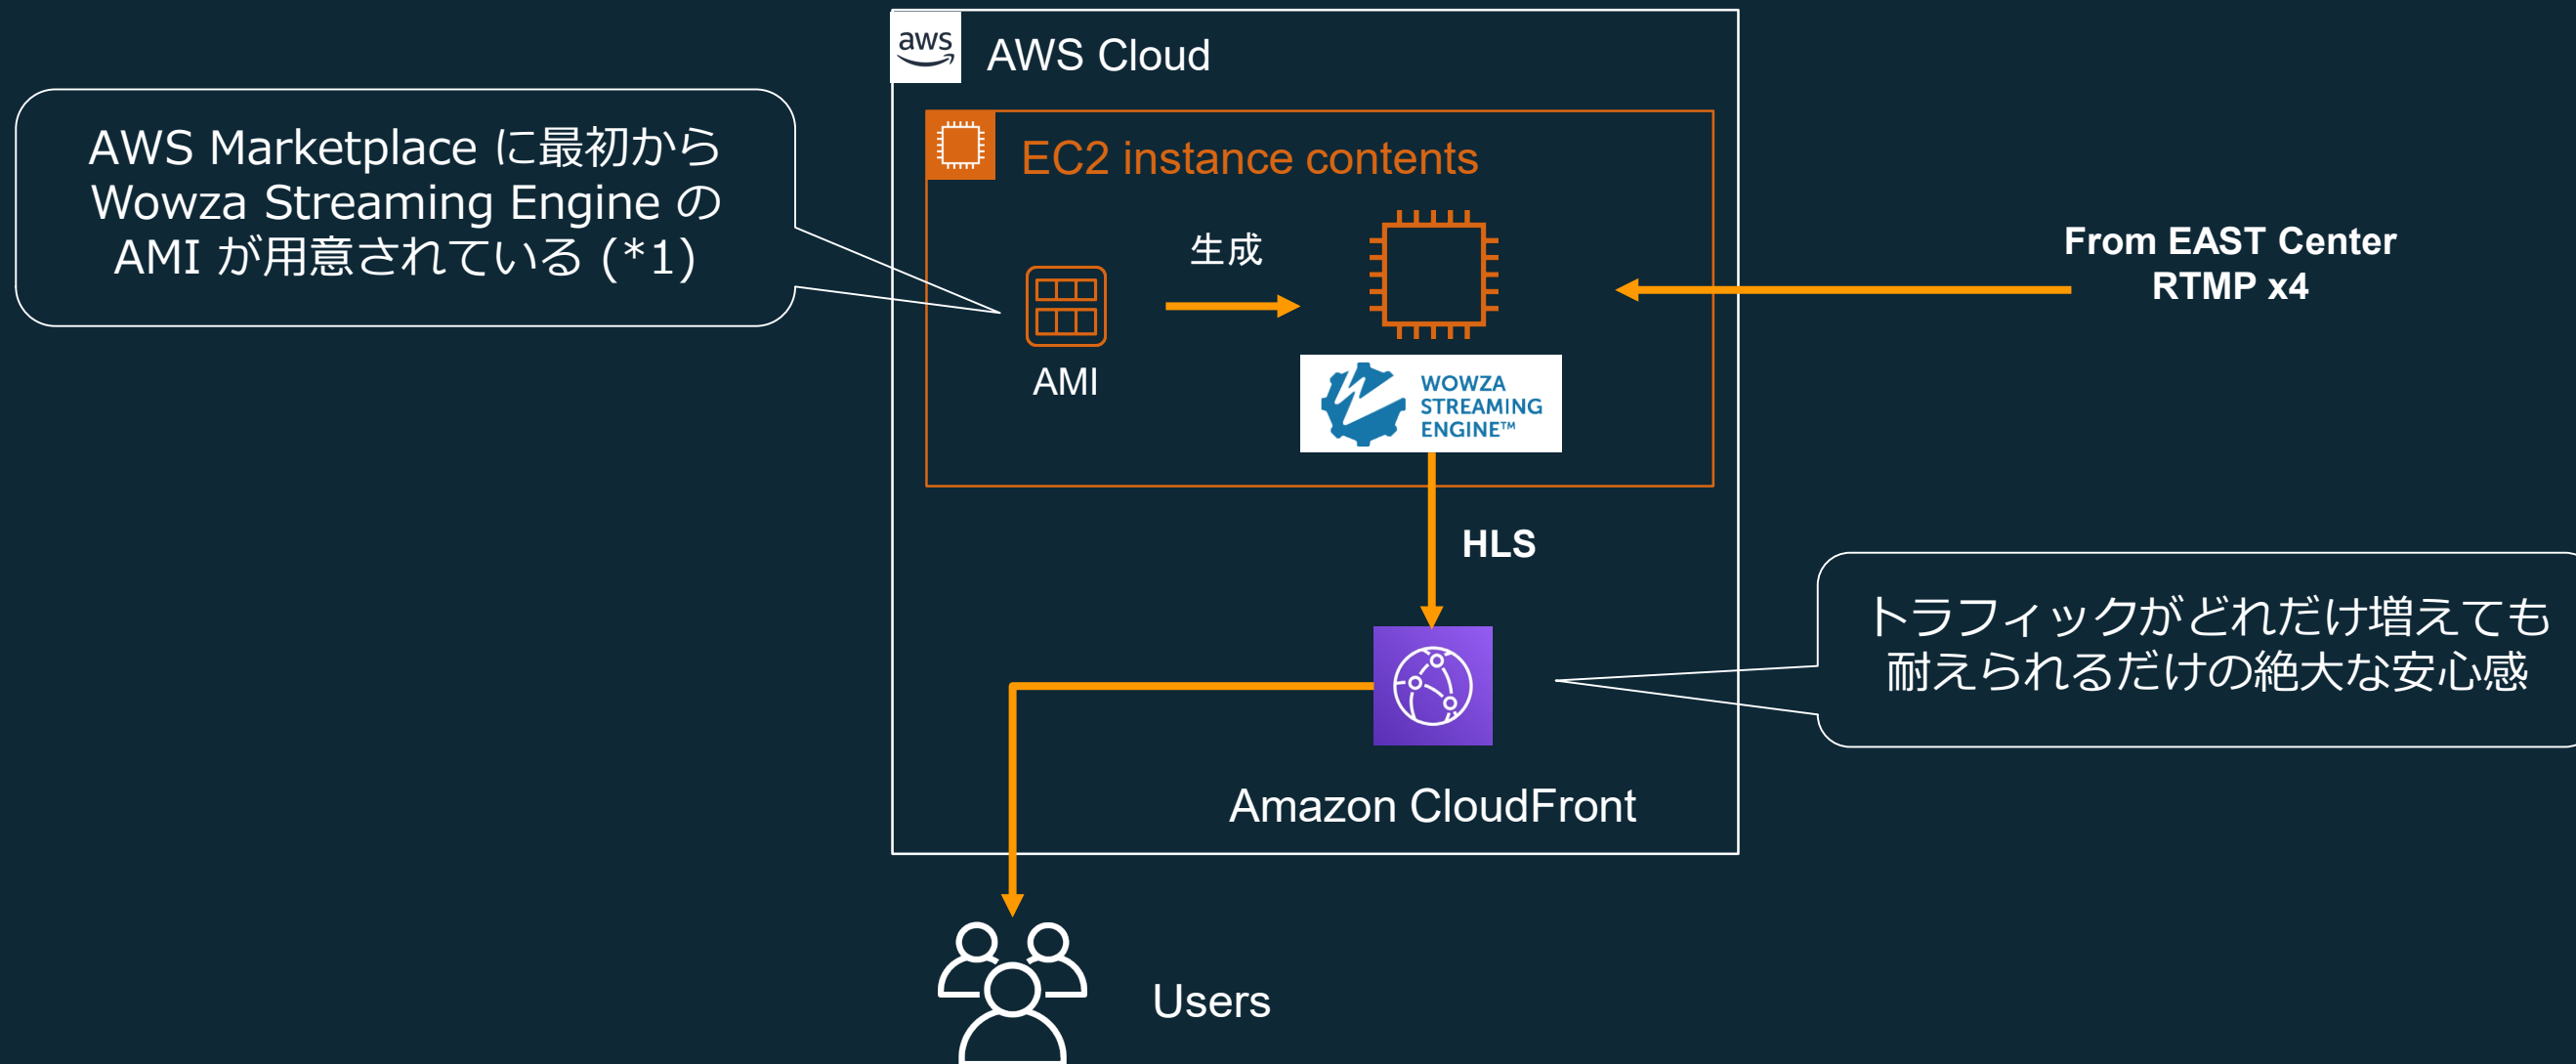 aws
AWS Cloud
AWS Marketplace に最初から
Wowza Streaming Engine の
AMI が用意されている (*1)
EC2 instance contents
生成
AMI
WOWZA
STREAMING
ENGINE™
From EAST Center
RTMP x4
HLS
トラフィックがどれだけ増えても
耐えられるだけの絶大な安心感
Amazon CloudFront
Users